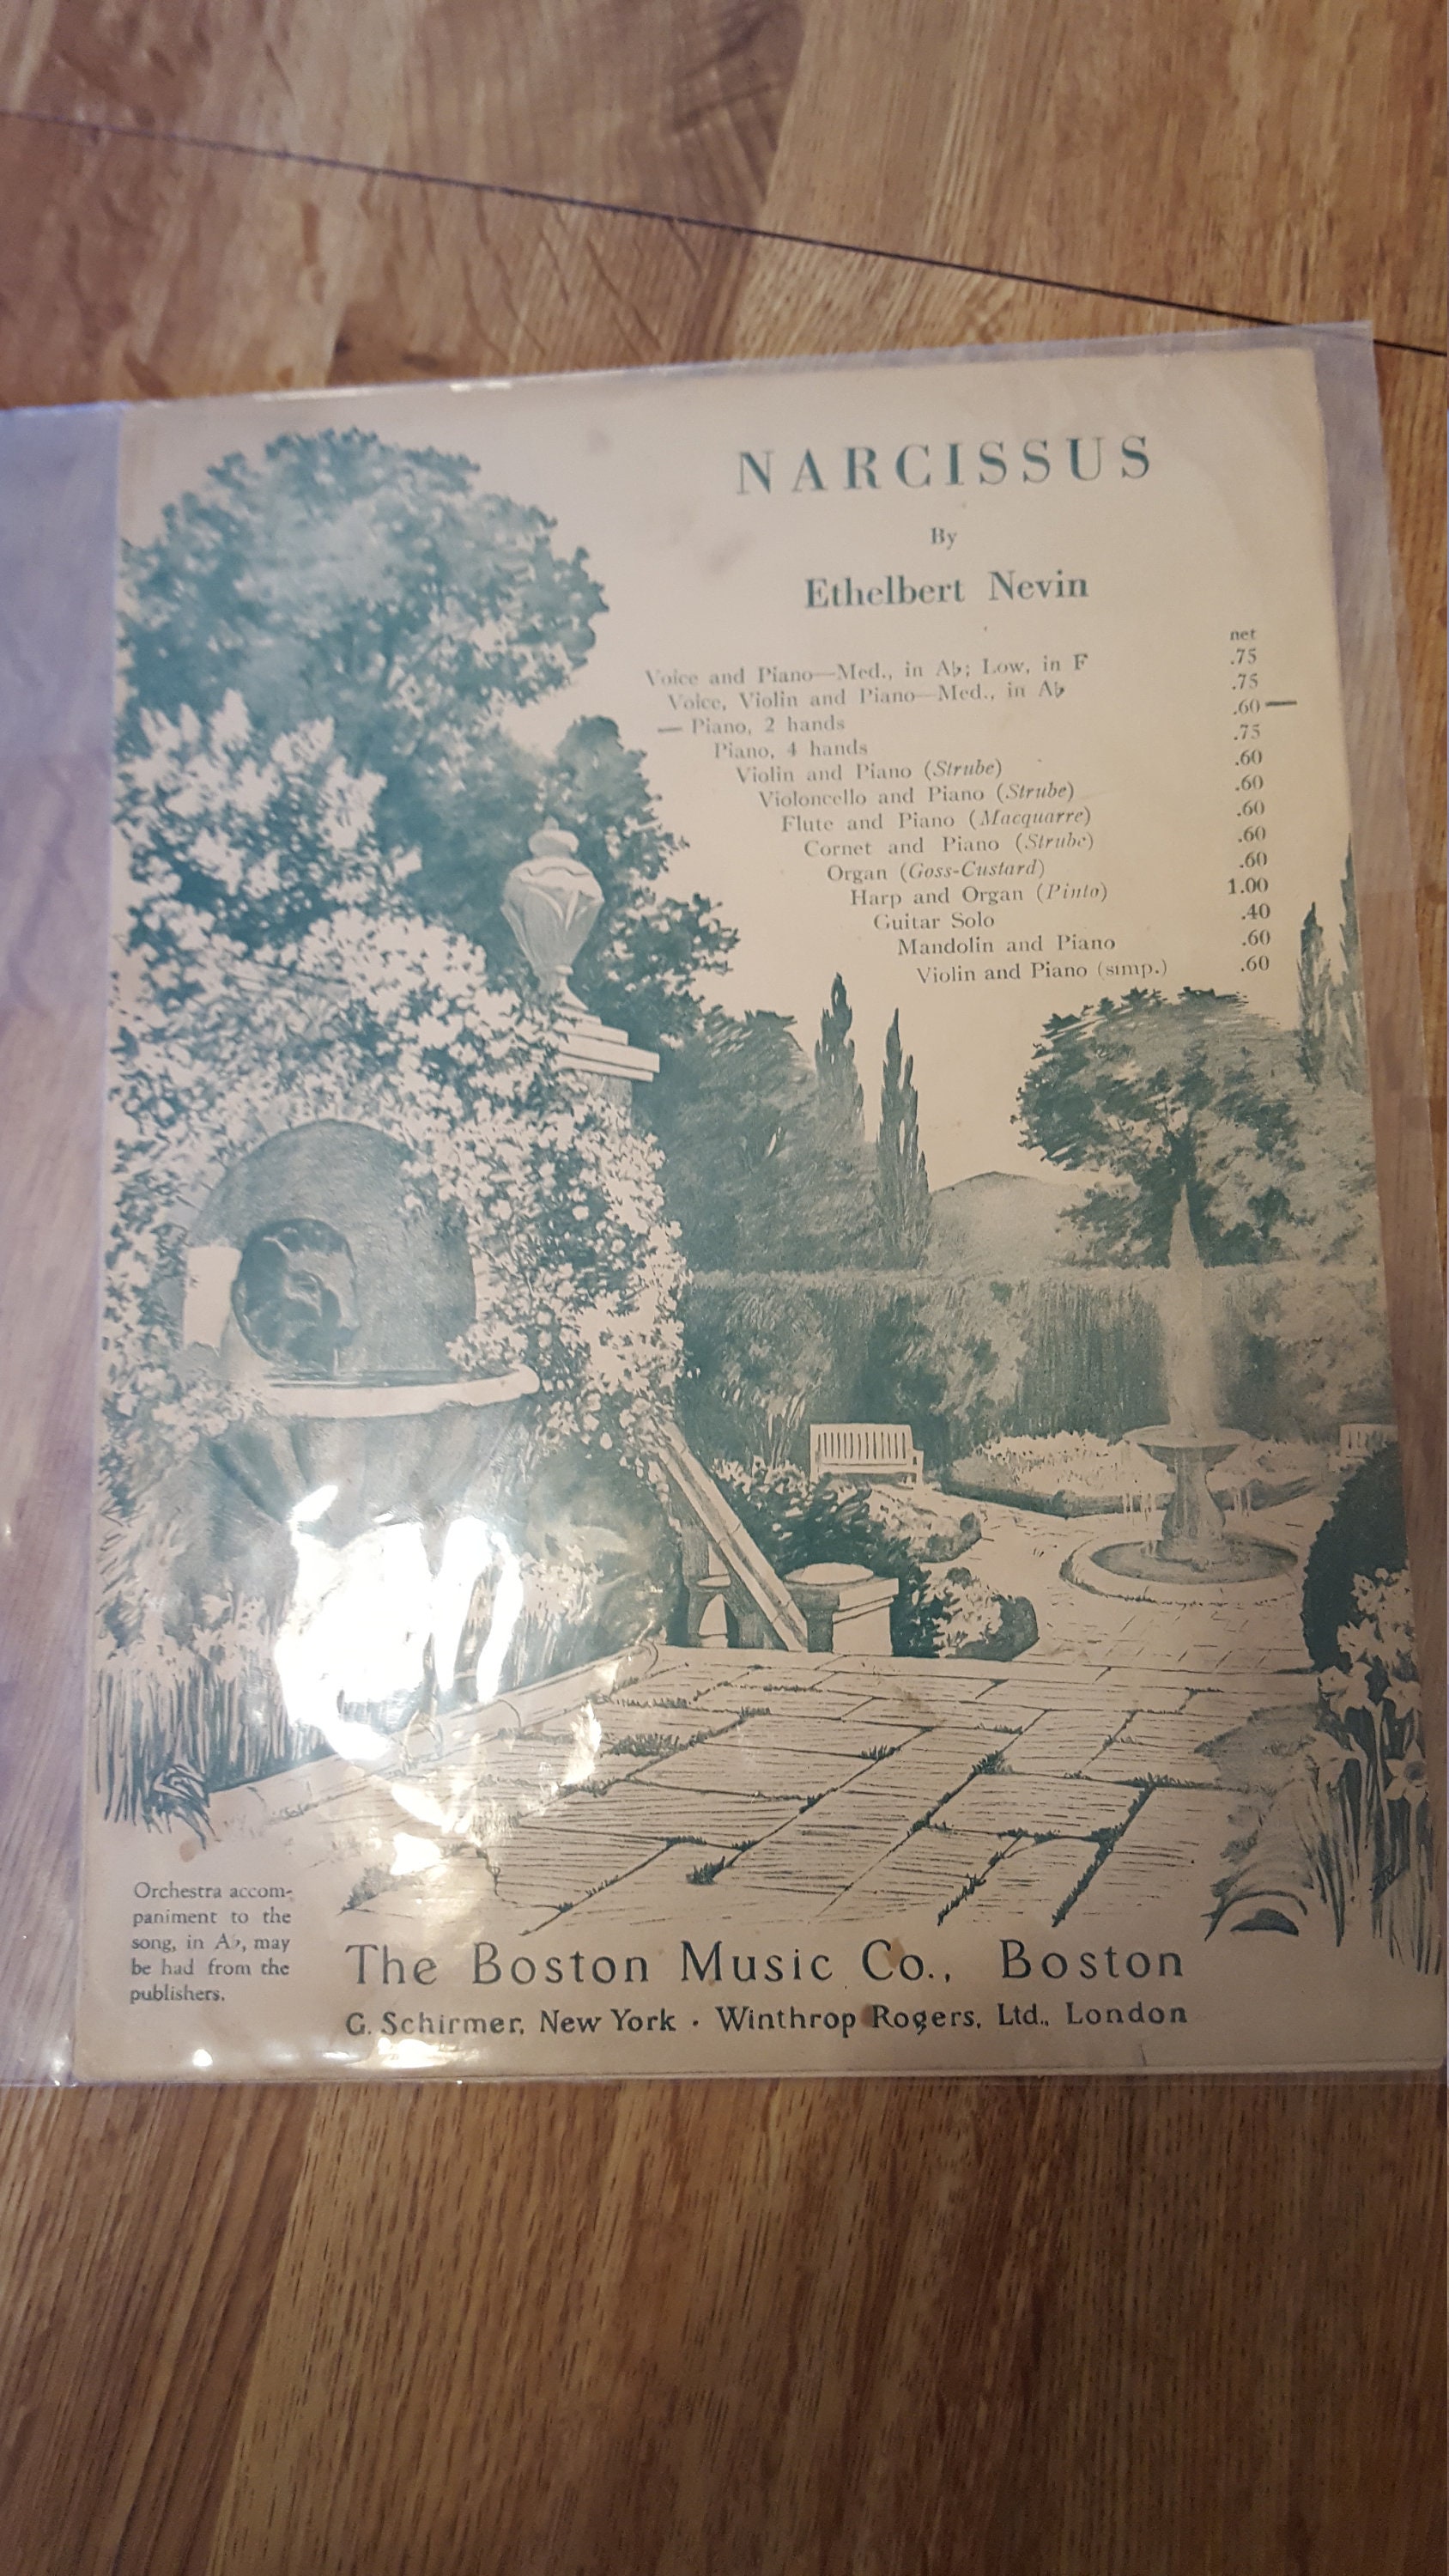 NARCISSUS
By
Ethelbert Nevin
net
Voice and Piano—Med., in A♭; Low, in F .75
Voice, Violin and Piano—Med., in A♭ .75
— Piano, 2 hands .60 —
Piano, 4 hands .75
Violin and Piano (Strube) .60
Violoncello and Piano (Strube) .60
Flute and Piano (Macquarre) .60
Cornet and Piano (Strube) .60
Organ (Goss-Custard) .60
Harp and Organ (Pinto) 1.00
Guitar Solo .40
Mandolin and Piano .60
Violin and Piano (simp.) .60
Orchestra accom-
paniment to the
song, in A♭, may
be had from the
publishers.
The Boston Music Co., Boston
G. Schirmer, New York · Winthrop Rogers, Ltd., London